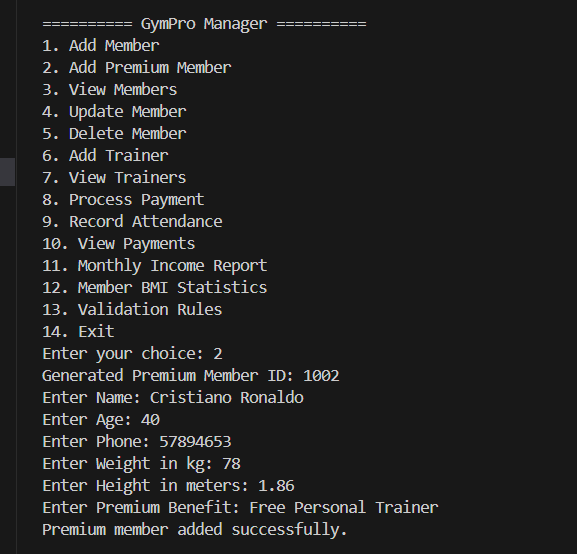 ========== GymPro Manager ==========
1. Add Member
2. Add Premium Member
3. View Members
4. Update Member
5. Delete Member
6. Add Trainer
7. View Trainers
8. Process Payment
9. Record Attendance
10. View Payments
11. Monthly Income Report
12. Member BMI Statistics
13. Validation Rules
14. Exit
Enter your choice: 2
Generated Premium Member ID: 1002
Enter Name: Cristiano Ronaldo
Enter Age: 40
Enter Phone: 57894653
Enter Weight in kg: 78
Enter Height in meters: 1.86
Enter Premium Benefit: Free Personal Trainer
Premium member added successfully.